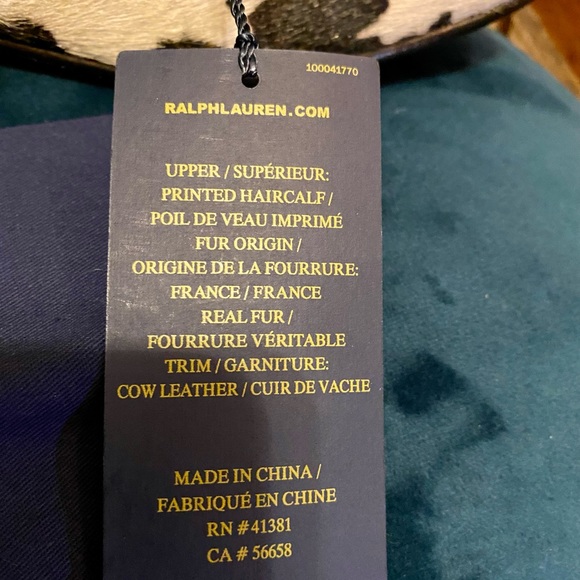 100041770
RALPHLAUREN.COM
UPPER / SUPÉRIEUR:
PRINTED HAIRCALF /
POIL DE VEAU IMPRIMÉ
FUR ORIGIN /
ORIGINE DE LA FOURRURE:
FRANCE / FRANCE
REAL FUR /
FOURRURE VÉRITABLE
TRIM / GARNITURE:
COW LEATHER / CUIR DE VACHE
MADE IN CHINA /
FABRIQUÉ EN CHINE
RN # 41381
CA # 56658